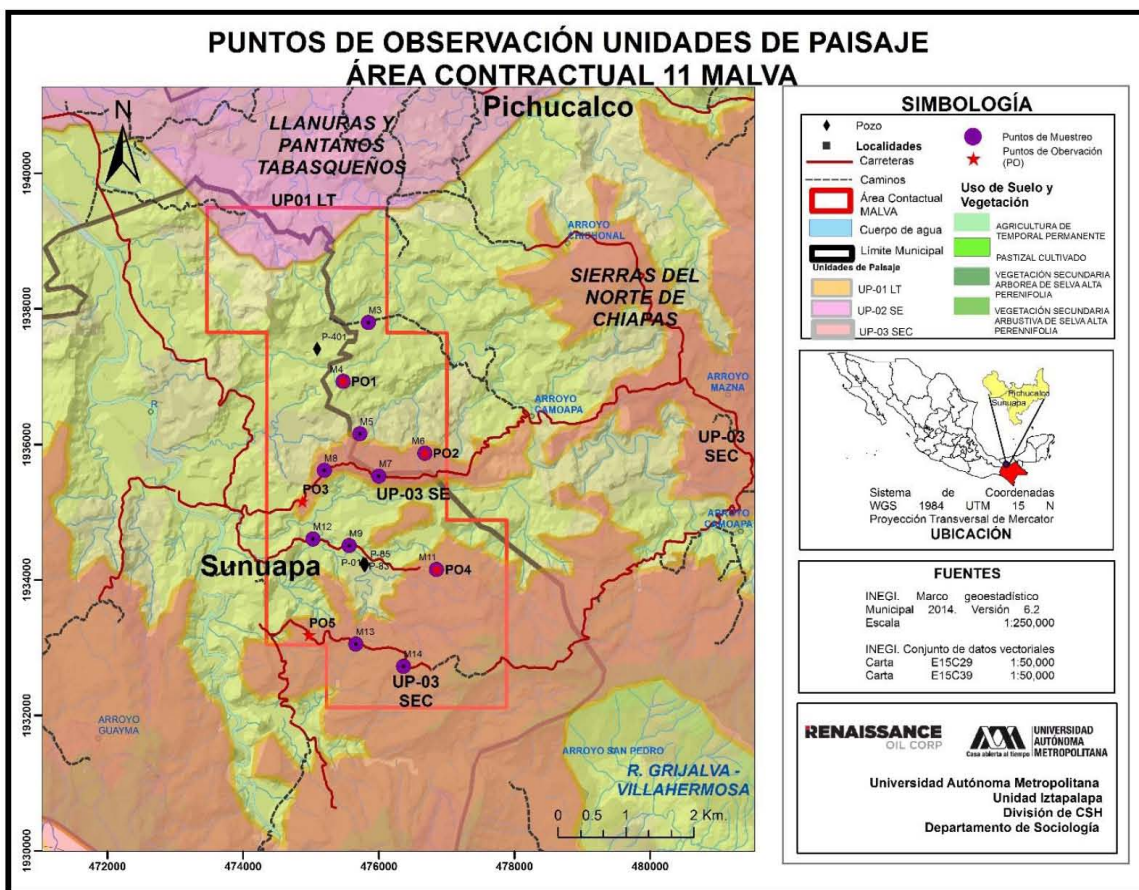 PUNTOS DE OBSERVACIÓN UNIDADES DE PAISAJE
ÁREA CONTRACTUAL 11 MALVA
N
Pichucalco
LLANURAS Y
PANTANOS
TABASQUEÑOS
UP01 LT
SIERRAS DEL
NORTE DE
CHIAPAS
M3
P-401
M4
PO1
ARROYO
CAMOAPA
ARROYO
MAZNA
R
M5
M6
PO2
M8
M7
UP-03 SE
UP-03
SEC
PO3
M12
M9
P-85
P-83
M11
PO4
ARROYO
CAMOAPA
Sunuapa
PO5
M13
M14
UP-03
SEC
ARROYO
GUAYMA
ARROYO SAN PEDRO
R. GRIJALVA -
VILLAHERMOSA
0 0.5 1 2 Km.
1940000
1938000
1936000
1934000
1932000
1930000
472000 474000 476000 478000 480000
SIMBOLOGÍA
Pozo
Localidades
Carreteras
Caminos
Área Contactual
MALVA
Cuerpo de agua
Límite Municipal
Unidades de Paisaje
UP-01 LT
UP-02 SE
UP-03 SEC
Puntos de Muestreo
Puntos de Obervación
(PO)
Uso de Suelo y
Vegetación
AGRICULTURA DE
TEMPORAL PERMANENTE
PASTIZAL CULTIVADO
VEGETACIÓN SECUNDARIA
ARBOREA DE SELVA ALTA
PERENIFOLIA
VEGETACIÓN SECUNDARIA
ARBUSTIVA DE SELVA ALTA
PERENNIFOLIA
Pichucalco
Sunuapa
Sistema de Coordenadas
WGS 1984 UTM 15 N
Proyección Transversal de Mercator
UBICACIÓN
FUENTES
INEGI. Marco geoestadístico
Municipal 2014. Versión 6.2
Escala 1:250,000
INEGI. Conjunto de datos vectoriales
Carta E15C29 1:50,000
Carta E15C39 1:50,000
RENAISSANCE
OIL CORP
Casa abierta al tiempo
UNIVERSIDAD
AUTÓNOMA
METROPOLITANA
Universidad Autónoma Metropolitana
Unidad Iztapalapa
División de CSH
Departamento de Sociología